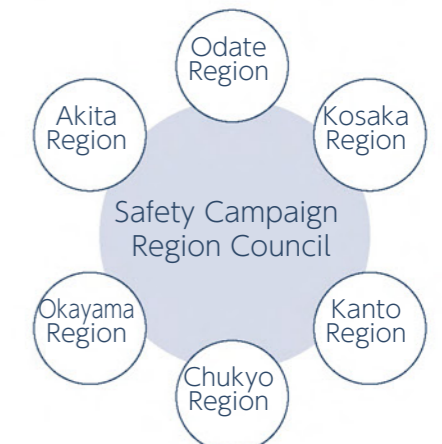 Odate
Region
Akita
Region
Kosaka
Region
Safety Campaign
Region Council
Okayama
Region
Kanto
Region
Chukyo
Region